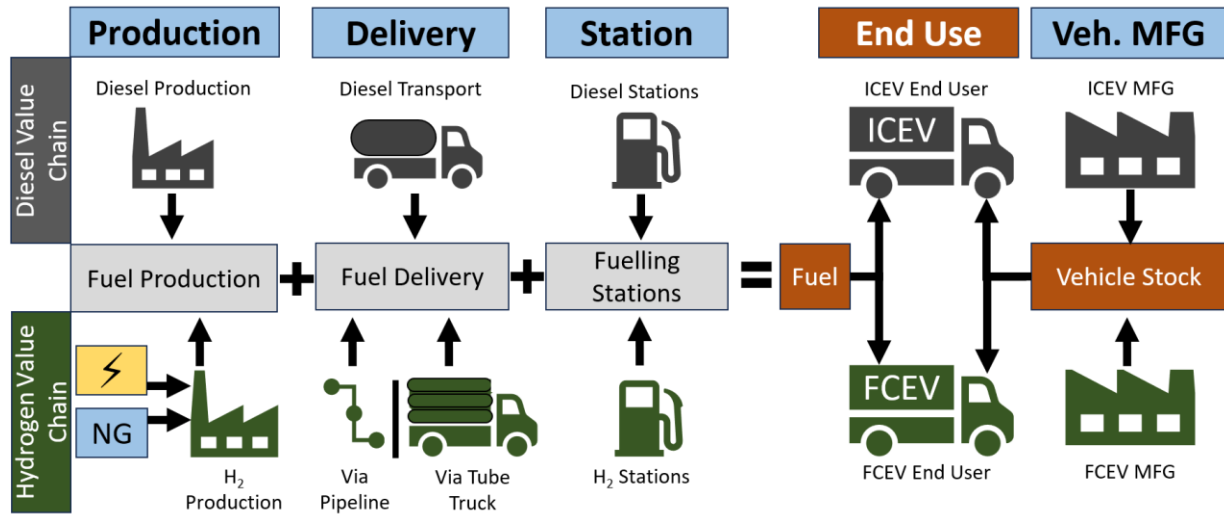 Production
Delivery
Station
End Use
Veh. MFG
Diesel Value
Chain
Diesel Production
Diesel Transport
Diesel Stations
ICEV End User
ICEV MFG
ICEV
Fuel Production
+
Fuel Delivery
+
Fuelling
Stations
=
Fuel
Vehicle Stock
Hydrogen Value
Chain
NG
H₂
Production
Via
Pipeline
Via Tube
Truck
H₂ Stations
FCEV
FCEV End User
FCEV MFG